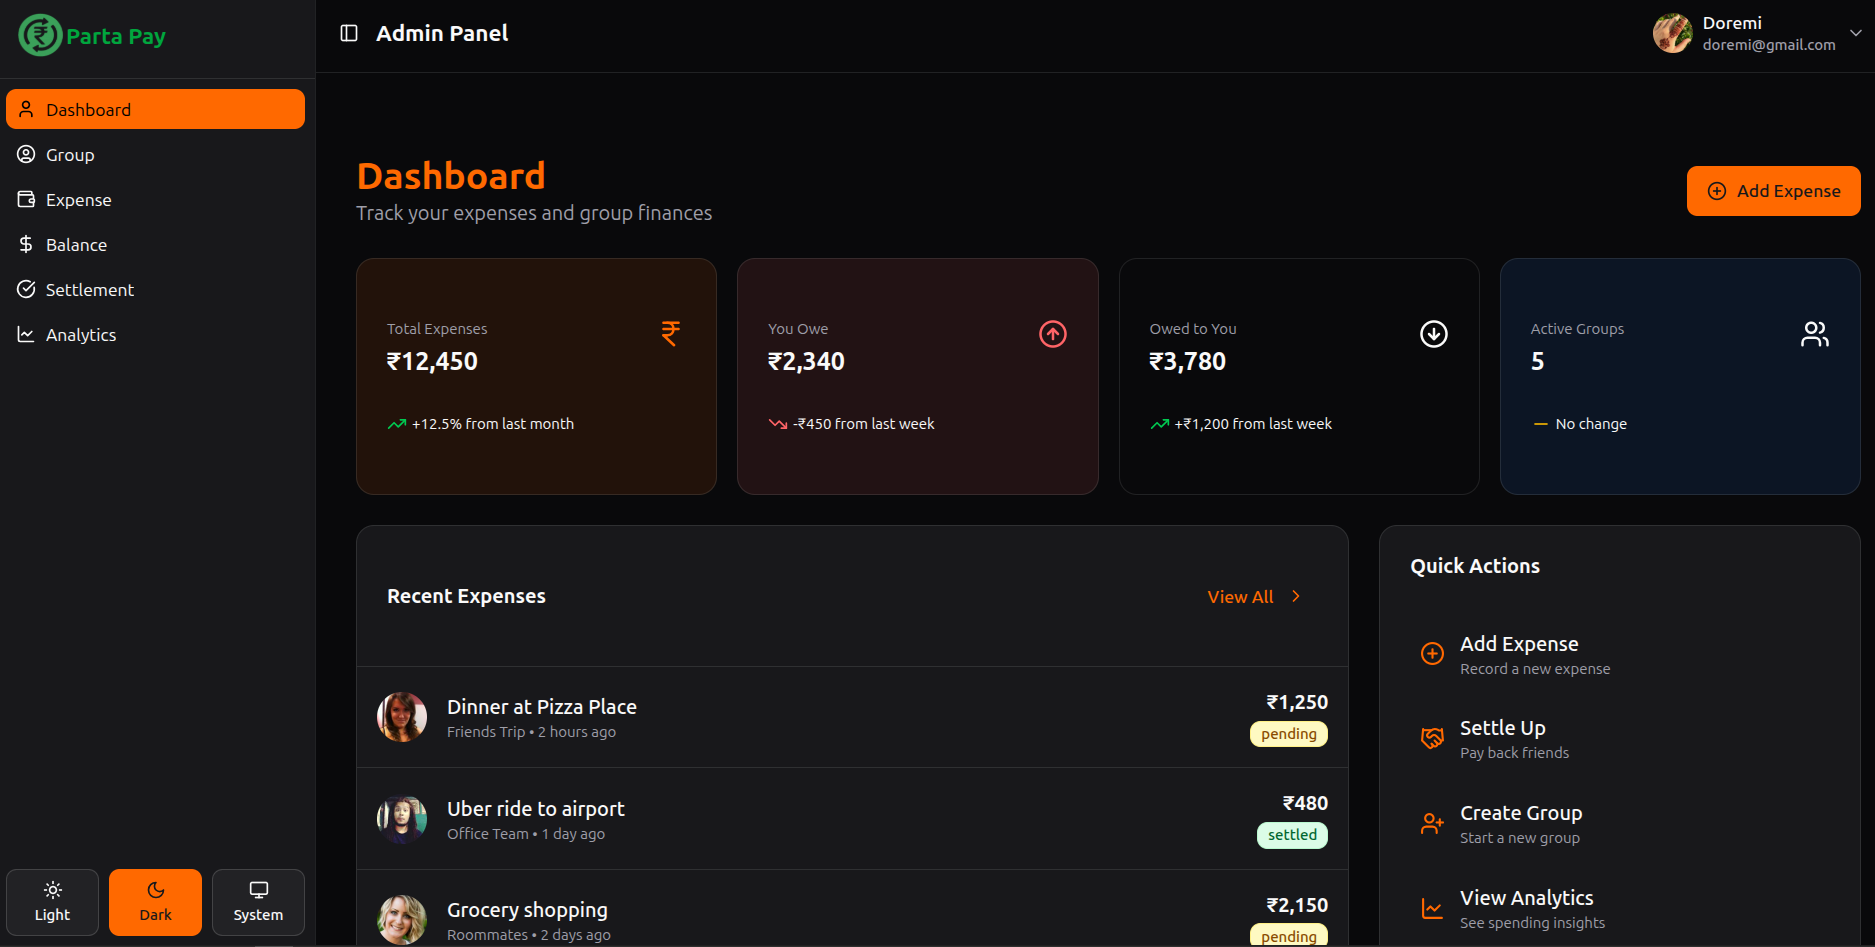 Parta Pay
Admin Panel
Doremi
doremi@gmail.com
Dashboard
Group
Expense
Balance
Settlement
Analytics
Light
Dark
System
Dashboard
Track your expenses and group finances
Add Expense
Total Expenses
₹12,450
+12.5% from last month
You Owe
₹2,340
-₹450 from last week
Owed to You
₹3,780
+₹1,200 from last week
Active Groups
5
No change
Recent Expenses
View All
Dinner at Pizza Place
Friends Trip • 2 hours ago
₹1,250
pending
Uber ride to airport
Office Team • 1 day ago
₹480
settled
Grocery shopping
Roommates • 2 days ago
₹2,150
pending
Quick Actions
Add Expense
Record a new expense
Settle Up
Pay back friends
Create Group
Start a new group
View Analytics
See spending insights